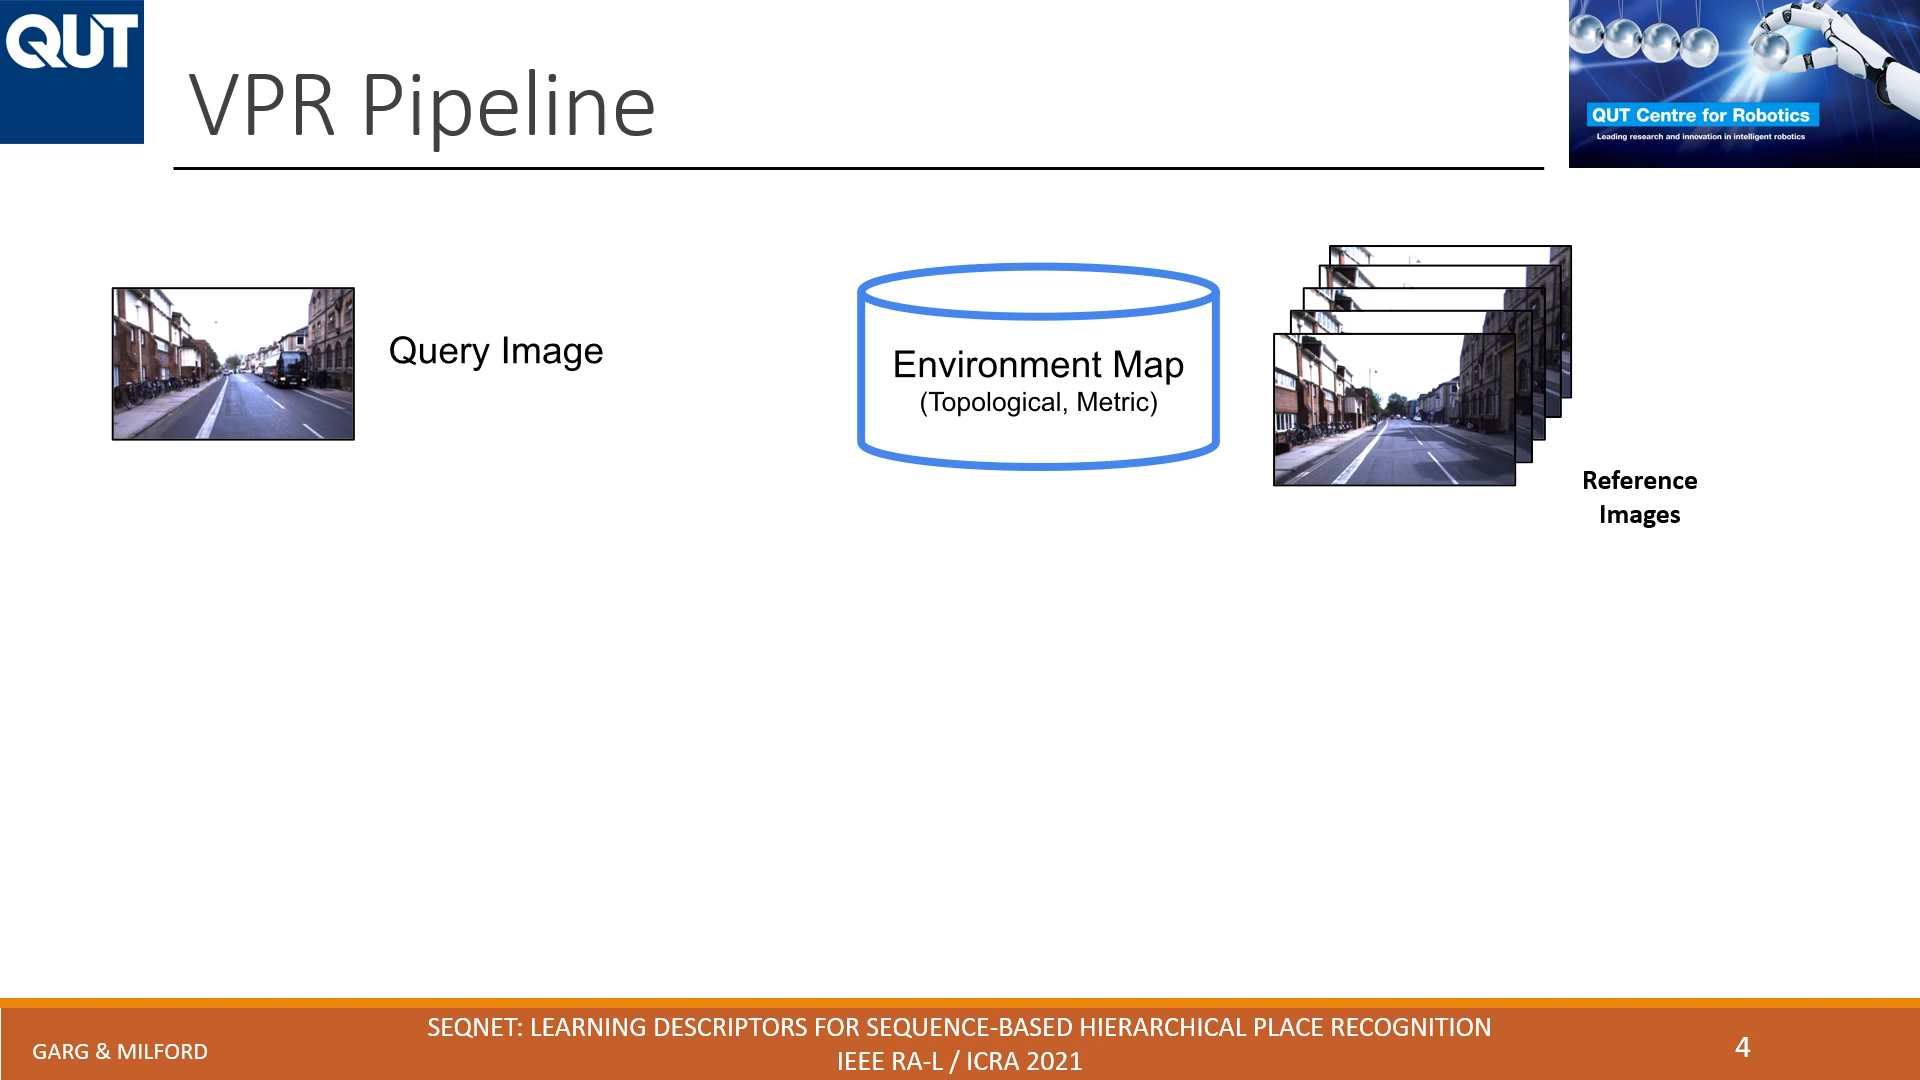 QUT
VPR Pipeline
QUT Centre for Robotics
Leading research and innovation in intelligent robotics
Query Image
Environment Map
(Topological, Metric)
Reference
Images
GARG & MILFORD
SEQNET: LEARNING DESCRIPTORS FOR SEQUENCE-BASED HIERARCHICAL PLACE RECOGNITION
IEEE RA-L / ICRA 2021
4